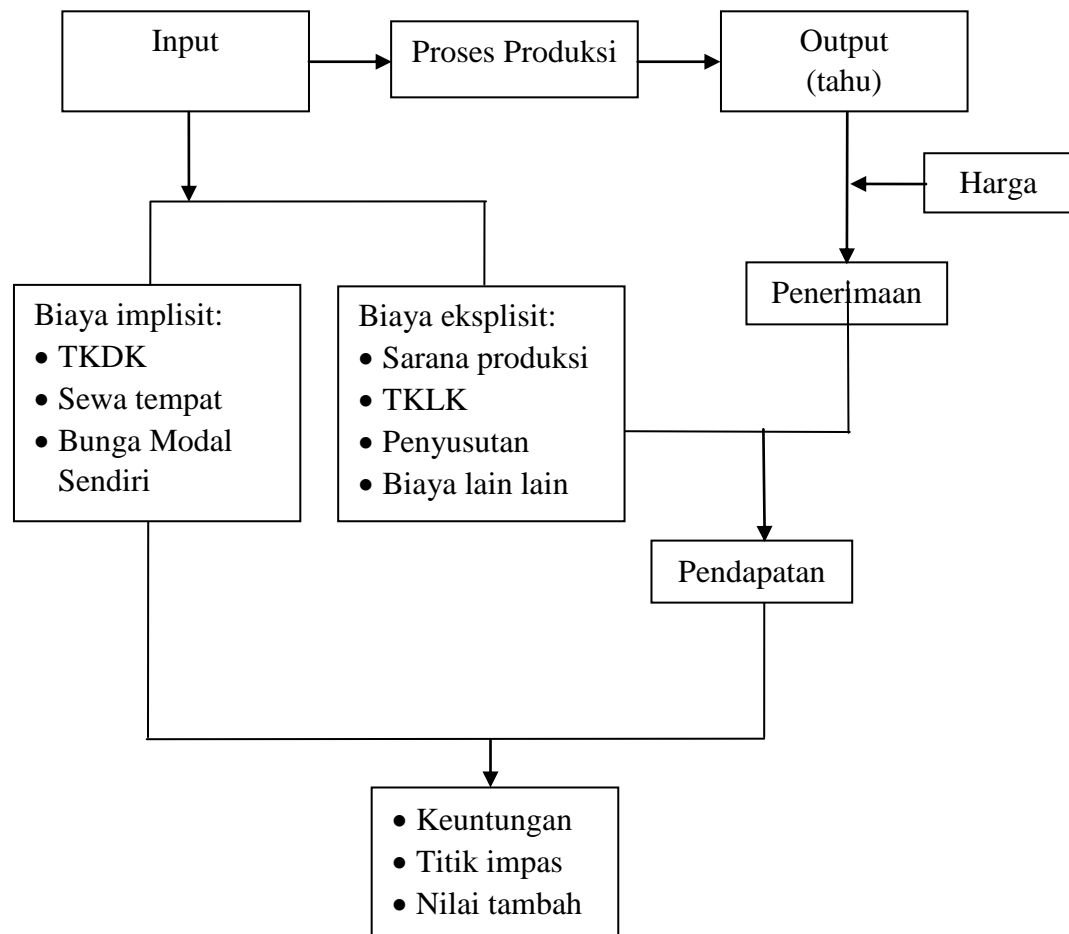 Input
Proses Produksi
Output
(tahu)
Harga
Penerimaan
Biaya implisit:
• TKDK
• Sewa tempat
• Bunga Modal
Sendiri
Biaya eksplisit:
• Sarana produksi
• TKLK
• Penyusutan
• Biaya lain lain
Pendapatan
• Keuntungan
• Titik impas
• Nilai tambah